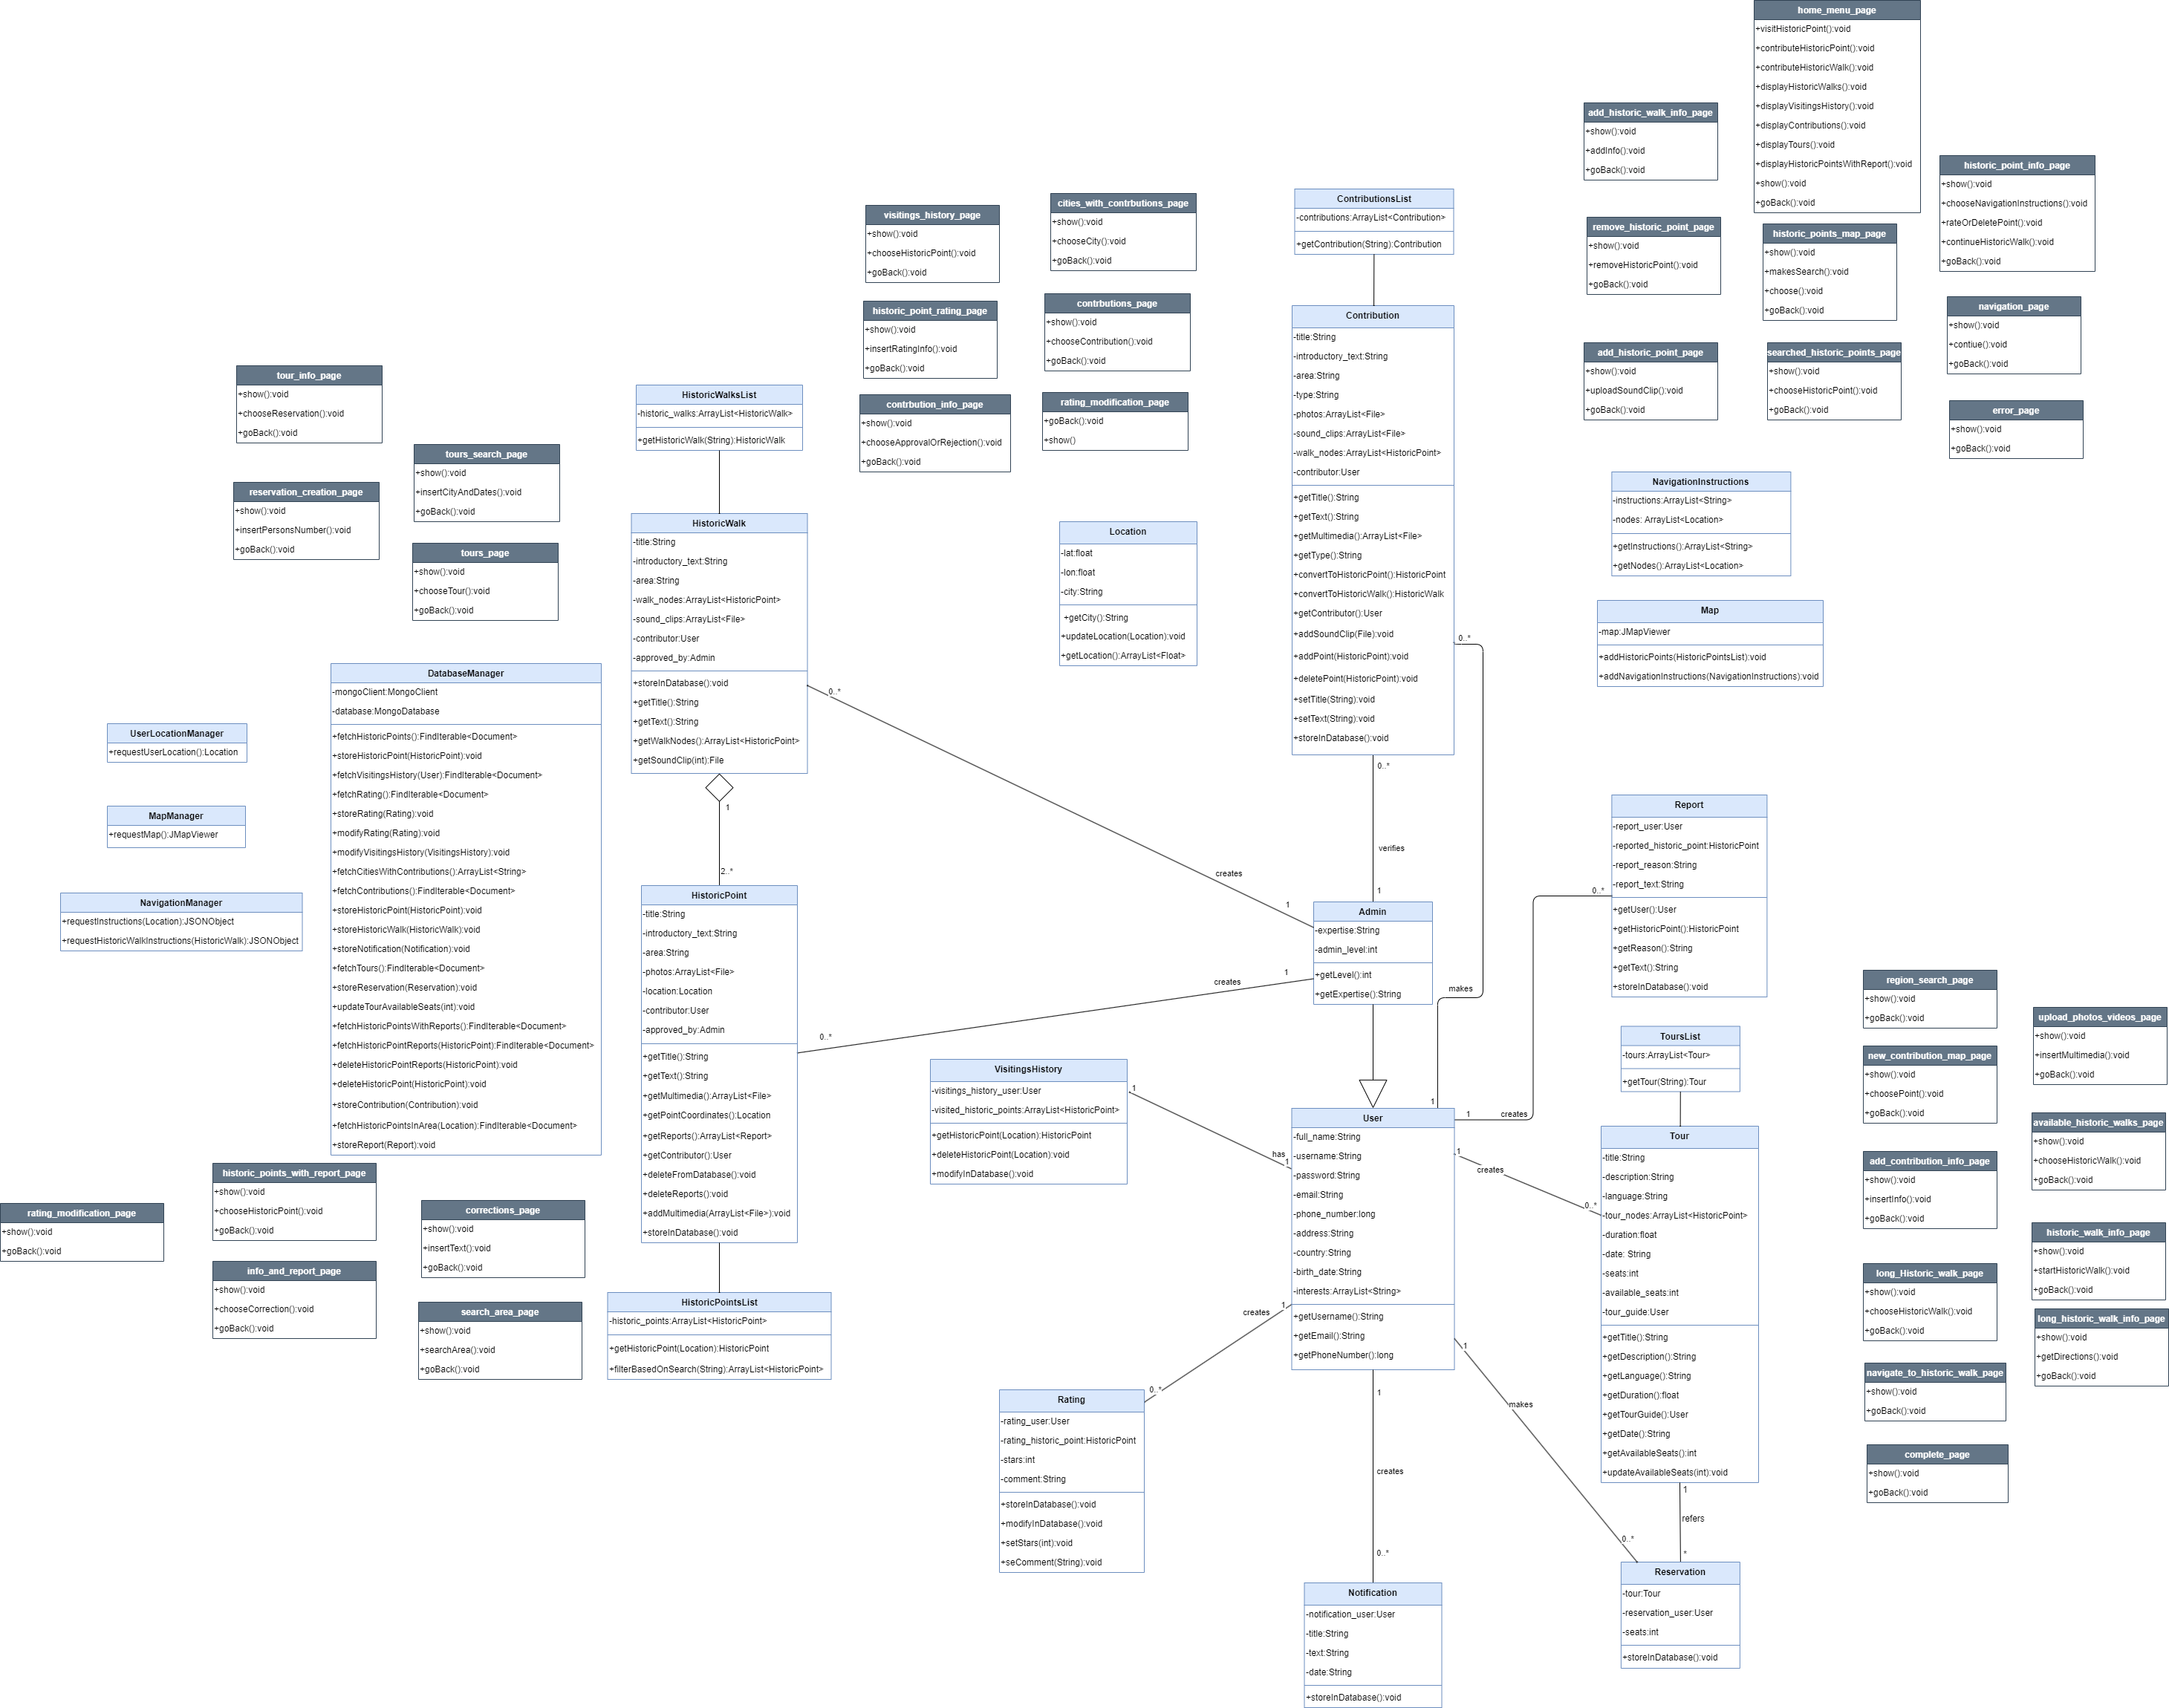 home_menu_page
+visitHistoricPoint():void
+contributeHistoricPoint():void
+contributeHistoricWalk():void
+displayHistoricWalks():void
+displayVisitingsHistory():void
+displayContributions():void
+displayTours():void
+displayHistoricPointsWithReport():void
+show():void
+goBack():void
add_historic_walk_info_page
+show():void
+addInfo():void
+goBack():void
historic_point_info_page
+show():void
+chooseNavigationInstructions():void
+rateOrDeletePoint():void
+continueHistoricWalk():void
+goBack():void
ContributionsList
-contributions:ArrayList<Contribution>
+getContribution(String):Contribution
cities_with_contrbutions_page
+show():void
+chooseCity():void
+goBack():void
visitings_history_page
+show():void
+chooseHistoricPoint():void
+goBack():void
remove_historic_point_page
+show():void
+removeHistoricPoint():void
+goBack():void
historic_points_map_page
+show():void
+makesSearch():void
+choose():void
+goBack():void
contrbutions_page
+show():void
+chooseContribution():void
+goBack():void
historic_point_rating_page
+show():void
+insertRatingInfo():void
+goBack():void
navigation_page
+show():void
+contiue():void
+goBack():void
Contribution
-title:String
-introductory_text:String
-area:String
-type:String
-photos:ArrayList<File>
-sound_clips:ArrayList<File>
-walk_nodes:ArrayList<HistoricPoint>
-contributor:User
+getTitle():String
+getText():String
+getMultimedia():ArrayList<File>
+getType():String
+convertToHistoricPoint():HistoricPoint
+convertToHistoricWalk():HistoricWalk
+getContributor():User
+addSoundClip(File):void
+addPoint(HistoricPoint):void
+deletePoint(HistoricPoint):void
+setTitle(String):void
+setText(String):void
+storeInDatabase():void
add_historic_point_page
+show():void
+uploadSoundClip():void
+goBack():void
searched_historic_points_page
+show():void
+chooseHistoricPoint():void
+goBack():void
tour_info_page
+show():void
+chooseReservation():void
+goBack():void
HistoricWalksList
-historic_walks:ArrayList<HistoricWalk>
+getHistoricWalk(String):HistoricWalk
contrbution_info_page
+show():void
+chooseApprovalOrRejection():void
+goBack():void
rating_modification_page
+goBack():void
+show()
error_page
+show():void
+goBack():void
tours_search_page
+show():void
+insertCityAndDates():void
+goBack():void
reservation_creation_page
+show():void
+insertPersonsNumber():void
+goBack():void
NavigationInstructions
-instructions:ArrayList<String>
-nodes: ArrayList<Location>
+getInstructions():ArrayList<String>
+getNodes():ArrayList<Location>
HistoricWalk
-title:String
-introductory_text:String
-area:String
-walk_nodes:ArrayList<HistoricPoint>
-sound_clips:ArrayList<File>
-contributor:User
-approved_by:Admin
+storeInDatabase():void
+getTitle():String
+getText():String
+getWalkNodes():ArrayList<HistoricPoint>
+getSoundClip(int):File
Location
-lat:float
-lon:float
-city:String
+getCity():String
+updateLocation(Location):void
+getLocation():ArrayList<Float>
tours_page
+show():void
+chooseTour():void
+goBack():void
Map
-map:JMapViewer
+addHistoricPoints(HistoricPointsList):void
+addNavigationInstructions(NavigationInstructions):void
DatabaseManager
-mongoClient:MongoClient
-database:MongoDatabase
+fetchHistoricPoints():FindIterable<Document>
+storeHistoricPoint(HistoricPoint):void
+fetchVisitingsHistory(User):FindIterable<Document>
+fetchRating():FindIterable<Document>
+storeRating(Rating):void
+modifyRating(Rating):void
+modifyVisitingsHistory(VisitingsHistory):void
+fetchCitiesWithContributions():ArrayList<String>
+fetchContributions():FindIterable<Document>
+storeHistoricPoint(HistoricPoint):void
+storeHistoricWalk(HistoricWalk):void
+storeNotification(Notification):void
+fetchTours():FindIterable<Document>
+storeReservation(Reservation):void
+updateTourAvailableSeats(int):void
+fetchHistoricPointsWithReports():FindIterable<Document>
+fetchHistoricPointReports(HistoricPoint):FindIterable<Document>
+deleteHistoricPointReports(HistoricPoint):void
+deleteHistoricPoint(HistoricPoint):void
+storeContribution(Contribution):void
+fetchHistoricPointsInArea(Location):FindIterable<Document>
+storeReport(Report):void
UserLocationManager
+requestUserLocation():Location
MapManager
+requestMap():JMapViewer
NavigationManager
+requestInstructions(Location):JSONObject
+requestHistoricWalkInstructions(HistoricWalk):JSONObject
0..*
0..*
0..*
1
2..*
creates
1
verifies
1
creates
1
0..*
makes
1
HistoricPoint
-title:String
-introductory_text:String
-area:String
-photos:ArrayList<File>
-location:Location
-contributor:User
-approved_by:Admin
+getTitle():String
+getText():String
+getMultimedia():ArrayList<File>
+getPointCoordinates():Location
+getReports():ArrayList<Report>
+getContributor():User
+deleteFromDatabase():void
+deleteReports():void
+addMultimedia(ArrayList<File>):void
+storeInDatabase():void
Admin
-expertise:String
-admin_level:int
+getLevel():int
+getExpertise():String
Report
-report_user:User
-reported_historic_point:HistoricPoint
-report_reason:String
-report_text:String
+getUser():User
+getHistoricPoint():HistoricPoint
+getReason():String
+getText():String
+storeInDatabase():void
0..*
1
creates
region_search_page
+show():void
+goBack():void
upload_photos_videos_page
+show():void
+insertMultimedia():void
+goBack():void
ToursList
-tours:ArrayList<Tour>
+getTour(String):Tour
new_contribution_map_page
+show():void
+choosePoint():void
+goBack():void
VisitingsHistory
-visitings_history_user:User
-visited_historic_points:ArrayList<HistoricPoint>
+getHistoricPoint(Location):HistoricPoint
+deleteHistoricPoint(Location):void
+modifyInDatabase():void
1
has
1
User
-full_name:String
-username:String
-password:String
-email:String
-phone_number:long
-address:String
-country:String
-birth_date:String
-interests:ArrayList<String>
+getUsername():String
+getEmail():String
+getPhoneNumber():long
1
creates
0..*
Tour
-title:String
-description:String
-language:String
-tour_nodes:ArrayList<HistoricPoint>
-duration:float
-date: String
-seats:int
-available_seats:int
-tour_guide:User
+getTitle():String
+getDescription():String
+getLanguage():String
+getDuration():float
+getTourGuide():User
+getDate():String
+getAvailableSeats():int
+updateAvailableSeats(int):void
available_historic_walks_page
+show():void
+chooseHistoricWalk():void
+goBack():void
add_contribution_info_page
+show():void
+insertInfo():void
+goBack():void
historic_walk_info_page
+show():void
+startHistoricWalk():void
+goBack():void
long_Historic_walk_page
+show():void
+chooseHistoricWalk():void
+goBack():void
long_historic_walk_info_page
+show():void
+getDirections():void
+goBack():void
navigate_to_historic_walk_page
+show():void
+goBack():void
complete_page
+show():void
+goBack():void
historic_points_with_report_page
+show():void
+chooseHistoricPoint():void
+goBack():void
rating_modification_page
+show():void
+goBack():void
corrections_page
+show():void
+insertText():void
+goBack():void
info_and_report_page
+show():void
+chooseCorrection():void
+goBack():void
search_area_page
+show():void
+searchArea():void
+goBack():void
HistoricPointsList
-historic_points:ArrayList<HistoricPoint>
+getHistoricPoint(Location):HistoricPoint
+filterBasedOnSearch(String):ArrayList<HistoricPoint>
1
creates
0..*
Rating
-rating_user:User
-rating_historic_point:HistoricPoint
-stars:int
-comment:String
+storeInDatabase():void
+modifyInDatabase():void
+setStars(int):void
+seComment(String):void
1
creates
0..*
1
makes
0..*
1
refers
*
Notification
-notification_user:User
-title:String
-text:String
-date:String
+storeInDatabase():void
Reservation
-tour:Tour
-reservation_user:User
-seats:int
+storeInDatabase():void